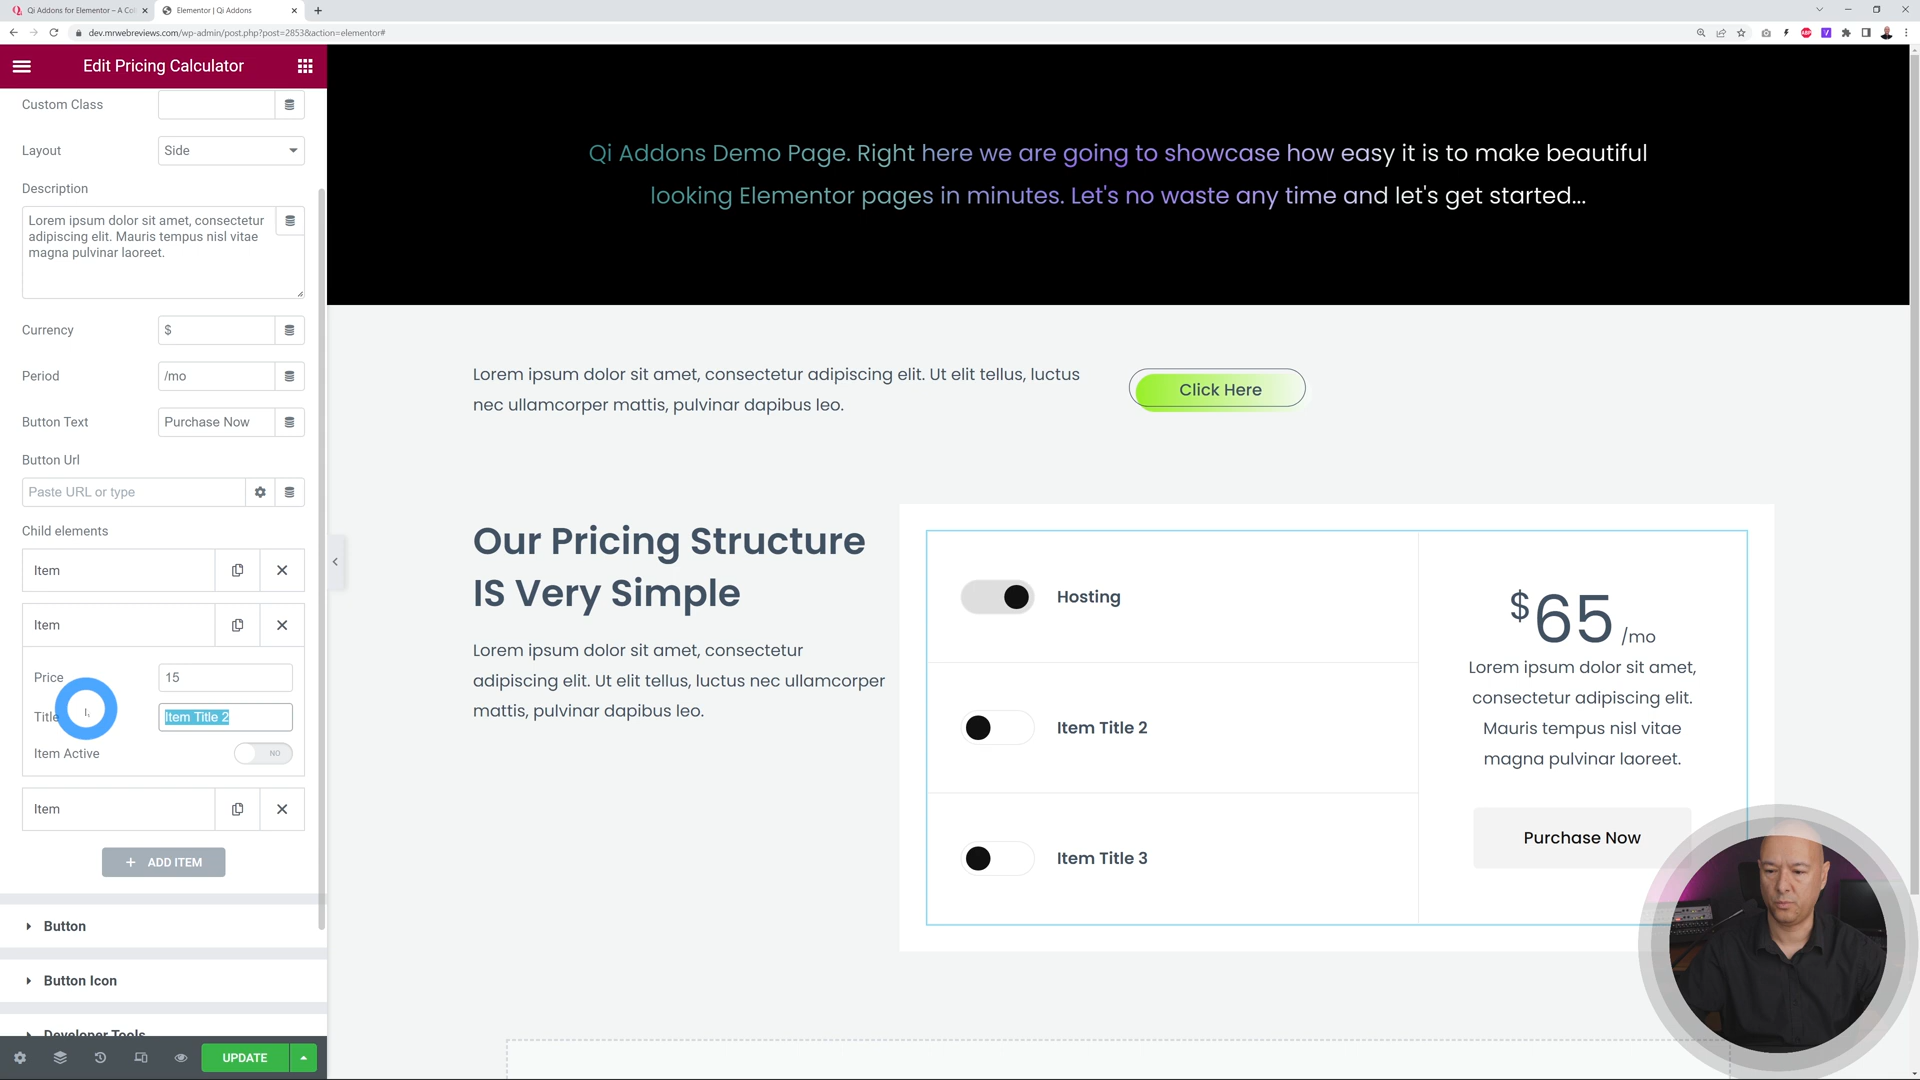 Qi Addons for Elementor – A Col
Elementor | Qi Addons
dev.mrwebreviews.com/wp-admin/post.php?post=2853&action=elementor#
Edit Pricing Calculator
Custom Class
Layout
Side
Description
Lorem ipsum dolor sit amet, consectetur
adipiscing elit. Mauris tempus nisl vitae
magna pulvinar laoreet.
Currency
$
Period
/mo
Button Text
Purchase Now
Button Url
Paste URL or type
Child elements
Item
Item
Price
15
Title
Item Title 2
Item Active
NO
Item
+ ADD ITEM
Button
Button Icon
Developer Tools
UPDATE
Qi Addons Demo Page. Right here we are going to showcase how easy it is to make beautiful
looking Elementor pages in minutes. Let's no waste any time and let's get started...
Lorem ipsum dolor sit amet, consectetur adipiscing elit. Ut elit tellus, luctus
nec ullamcorper mattis, pulvinar dapibus leo.
Click Here
Our Pricing Structure
IS Very Simple
Lorem ipsum dolor sit amet, consectetur
adipiscing elit. Ut elit tellus, luctus nec ullamcorper
mattis, pulvinar dapibus leo.
Hosting
Item Title 2
Item Title 3
$65 /mo
Lorem ipsum dolor sit amet,
consectetur adipiscing elit.
Mauris tempus nisl vitae
magna pulvinar laoreet.
Purchase Now